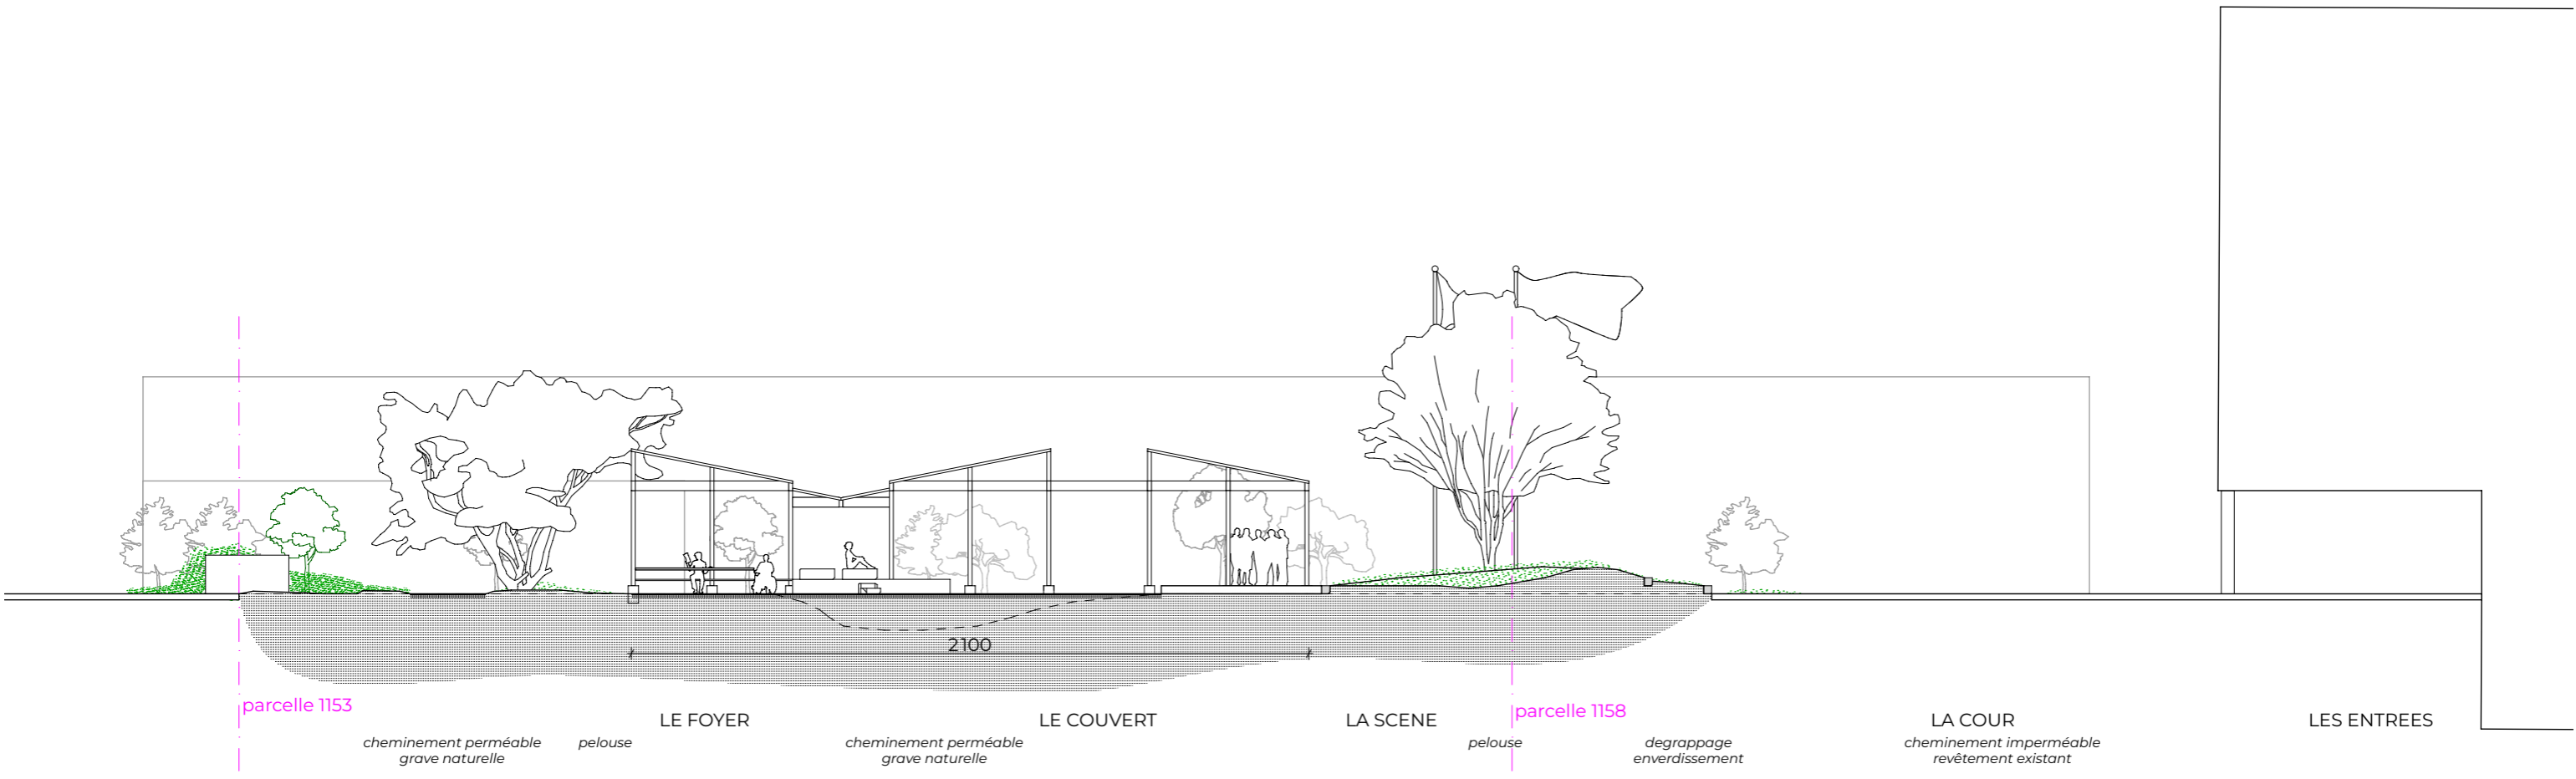 2100
parcelle 1153
parcelle 1158
LE FOYER
LE COUVERT
LA SCENE
LA COUR
LES ENTREES
cheminement perméable
grave naturelle
pelouse
cheminement perméable
grave naturelle
pelouse
degrappage
enverdissement
cheminement imperméable
revêtement existant